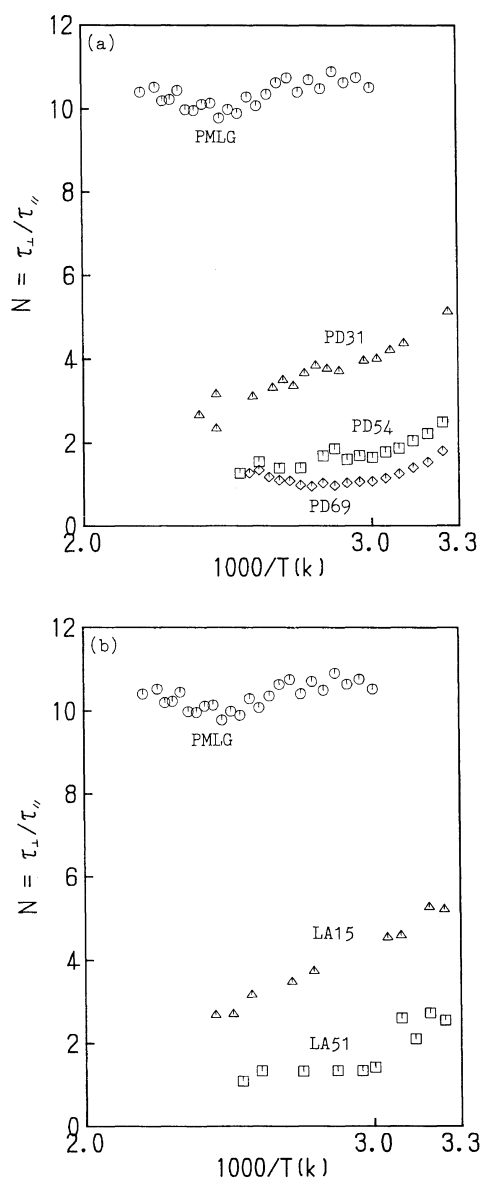 (a)
12
10
8
6
4
2
0
N = τ⊥/τ∥
PMLG
PD31
PD54
PD69
2.0
3.0
3.3
1000/T(k)
(b)
12
10
8
6
4
2
0
N = τ⊥/τ∥
PMLG
LA15
LA51
2.0
3.0
3.3
1000/T(k)